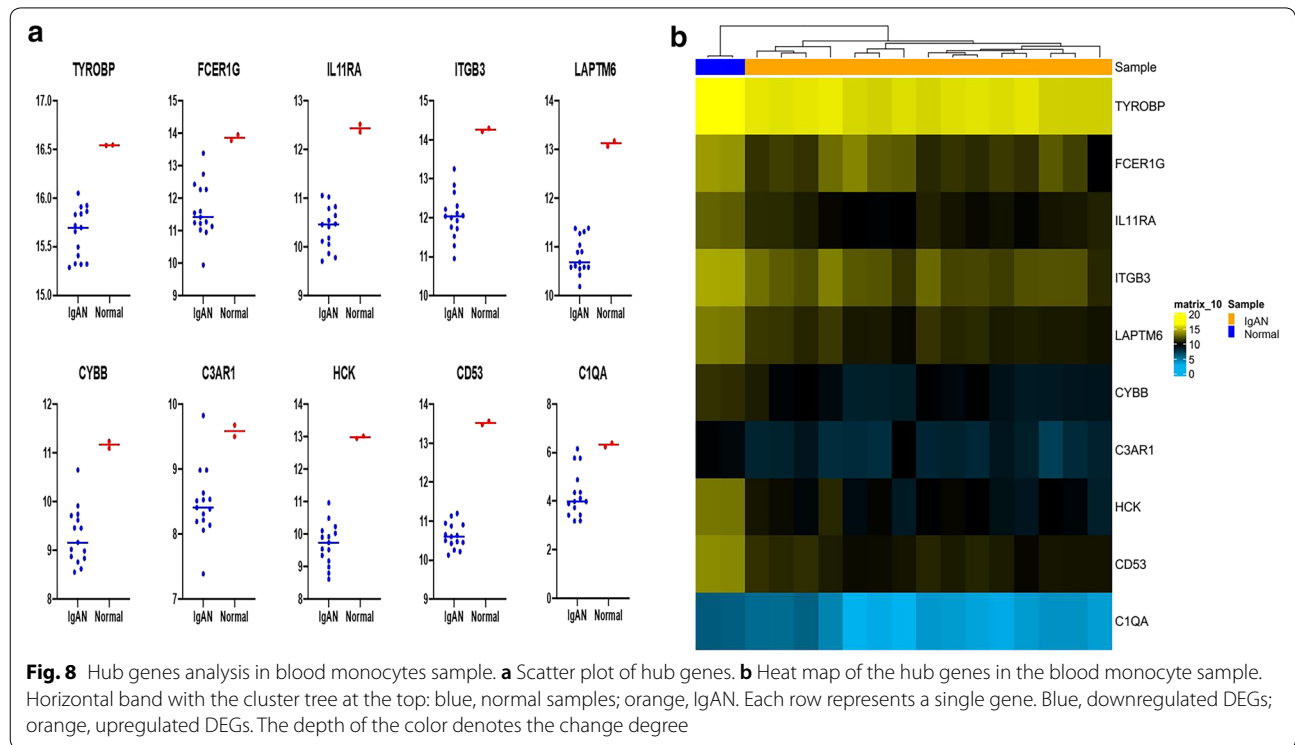 a
TYROBP
FCER1G
IL11RA
ITGB3
LAPTM6
17.0
16.5
16.0
15.5
15.0
IgAN Normal
15
14
13
12
11
10
9
IgAN Normal
13
12
11
10
9
IgAN Normal
15
14
13
12
11
10
IgAN Normal
14
13
12
11
10
IgAN Normal
CYBB
C3AR1
HCK
CD53
C1QA
12
11
10
9
8
IgAN Normal
10
9
8
7
IgAN Normal
14
13
12
11
10
9
8
IgAN Normal
14
13
11
10
9
IgAN Normal
8
6
4
2
0
IgAN Normal
b
Sample
TYROBP
FCER1G
IL11RA
ITGB3
LAPTM6
CYBB
C3AR1
HCK
CD53
C1QA
matrix_10
20
15
10
5
0
Sample
IgAN
Normal
Fig. 8 Hub genes analysis in blood monocytes sample. a Scatter plot of hub genes. b Heat map of the hub genes in the blood monocyte sample.
Horizontal band with the cluster tree at the top: blue, normal samples; orange, IgAN. Each row represents a single gene. Blue, downregulated DEGs;
orange, upregulated DEGs. The depth of the color denotes the change degree